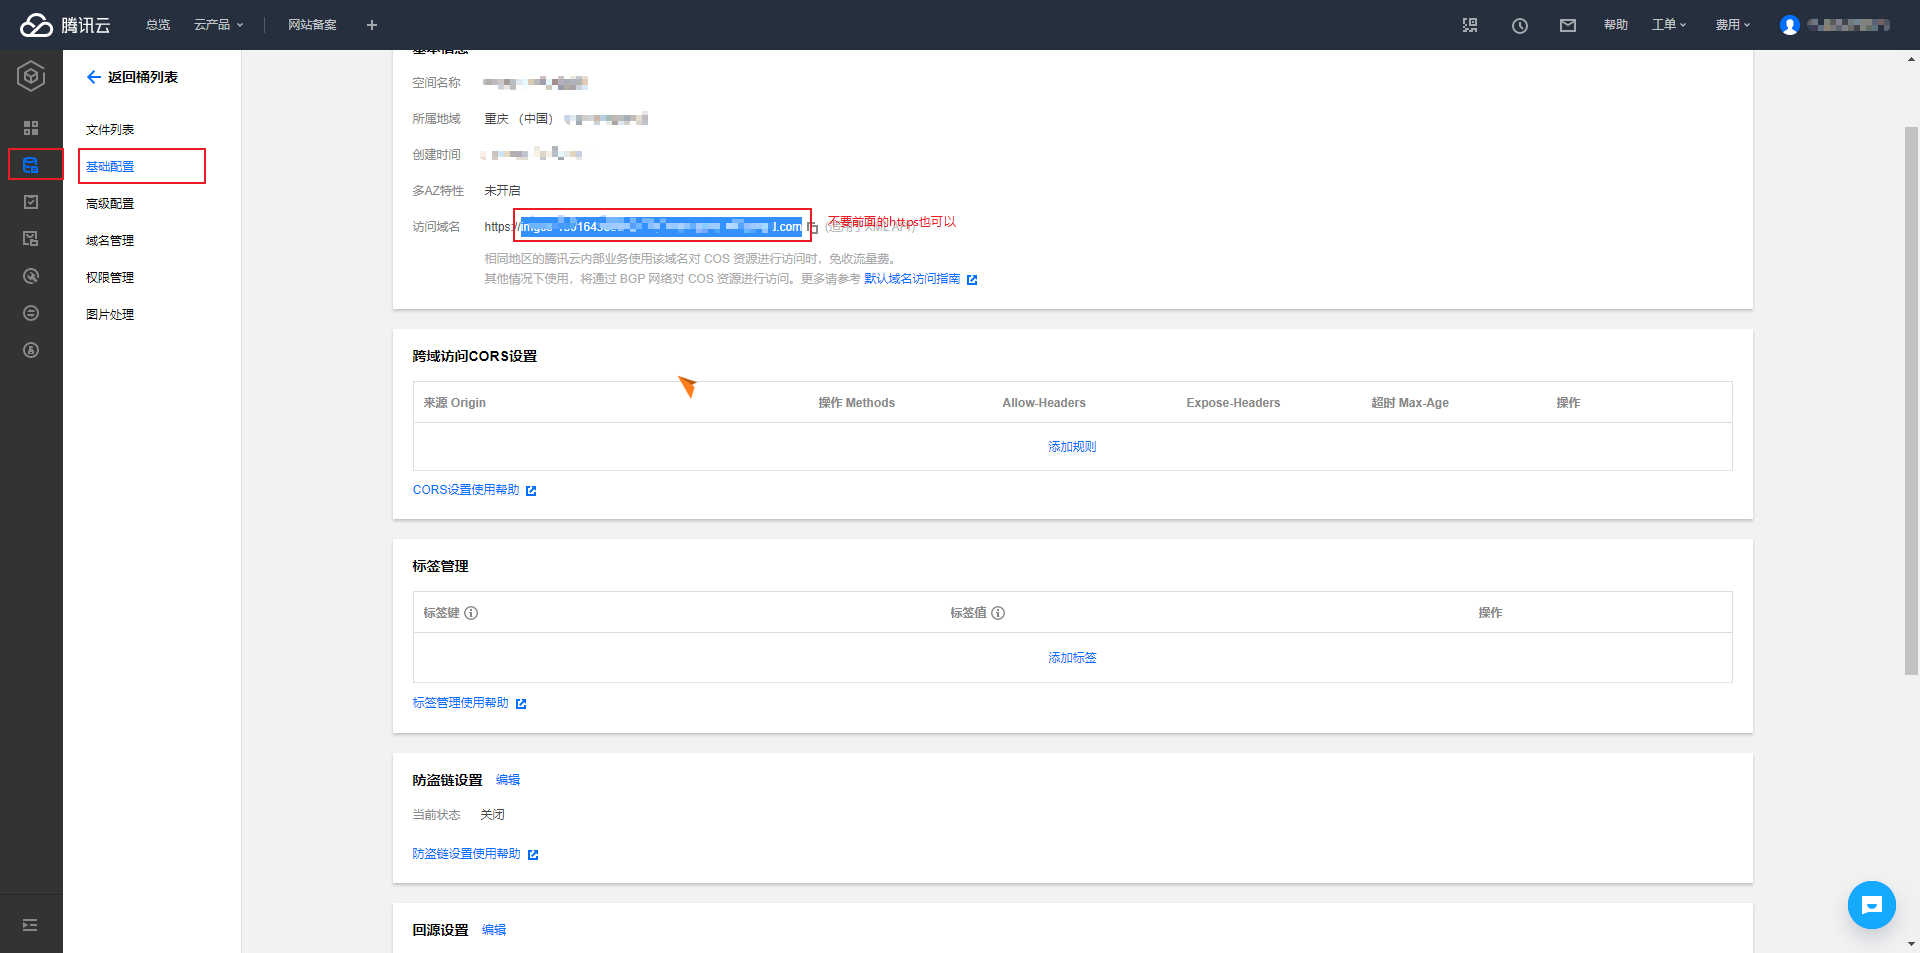 腾讯云 总览 云产品 网站备案 + 帮助 工单 费用
返回桶列表
文件列表
基础配置
高级配置
域名管理
权限管理
图片处理
基本信息
空间名称
所属地域 重庆 （中国）
创建时间
多AZ特性 未开启
访问域名 https:// .com 不要前面的https也可以
(适用于XML API)
相同地区的腾讯云内部业务使用该域名对 COS 资源进行访问时，免收流量费。
其他情况下使用，将通过 BGP 网络对 COS 资源进行访问。更多请参考 默认域名访问指南
跨域访问CORS设置
来源 Origin 操作 Methods Allow-Headers Expose-Headers 超时 Max-Age 操作
添加规则
CORS设置使用帮助
标签管理
标签键 标签值 操作
添加标签
标签管理使用帮助
防盗链设置 编辑
当前状态 关闭
防盗链设置使用帮助
回源设置 编辑